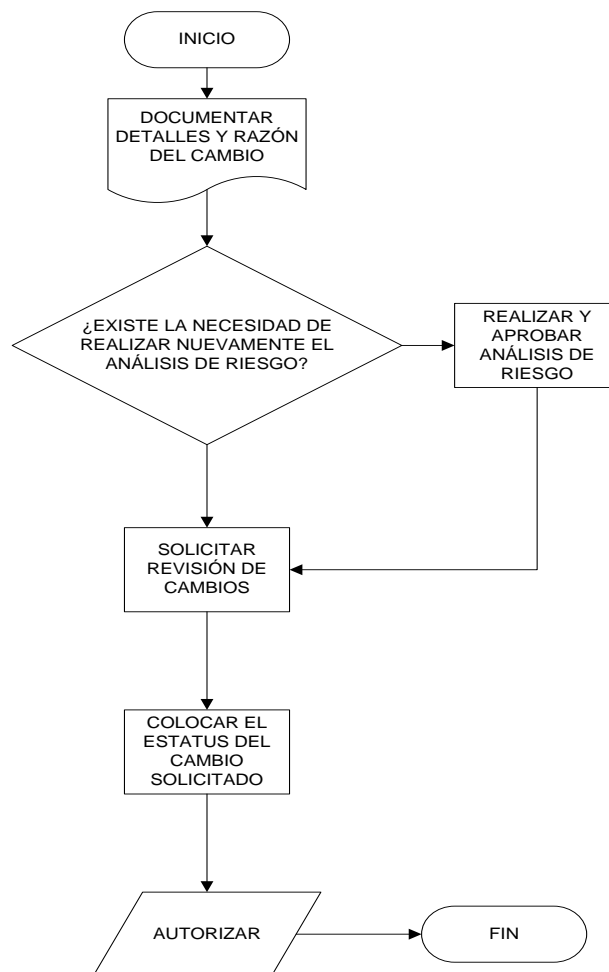 INICIO
DOCUMENTAR
DETALLES Y RAZÓN
DEL CAMBIO
¿EXISTE LA NECESIDAD DE
REALIZAR NUEVAMENTE EL
ANÁLISIS DE RIESGO?
REALIZAR Y
APROBAR
ANÁLISIS DE
RIESGO
SOLICITAR
REVISIÓN DE
CAMBIOS
COLOCAR EL
ESTATUS DEL
CAMBIO
SOLICITADO
AUTORIZAR
FIN